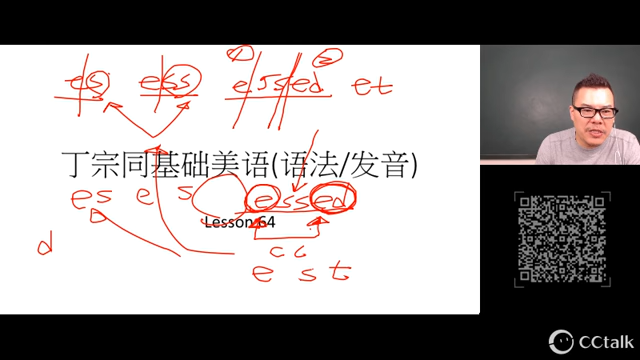 es ess essed et
丁宗同基础美语(语法/发音)
es e s essed
Lesson 64
d
e s t
CCtalk